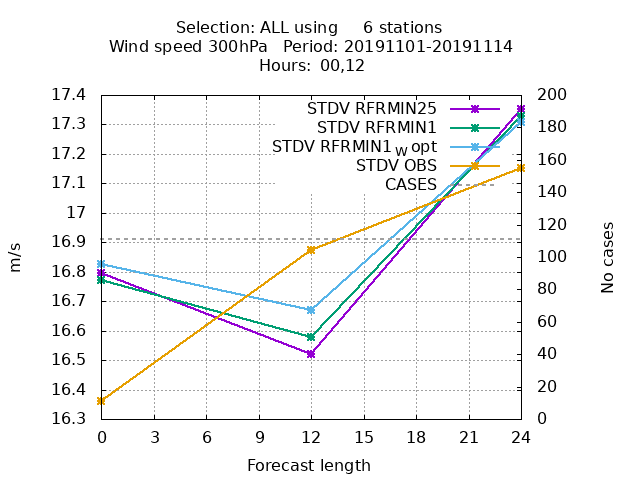 Selection: ALL using     6 stations
Wind speed 300hPa   Period: 20191101-20191114
Hours: 00,12
STDV RFRMIN25
STDV RFRMIN1
STDV RFRMIN1_W opt
STDV OBS
CASES
17.4
17.3
17.2
17.1
17
16.9
16.8
16.7
16.6
16.5
16.4
16.3
m/s
200
180
160
140
120
100
80
60
40
20
0
No cases
0 3 6 9 12 15 18 21 24
Forecast length